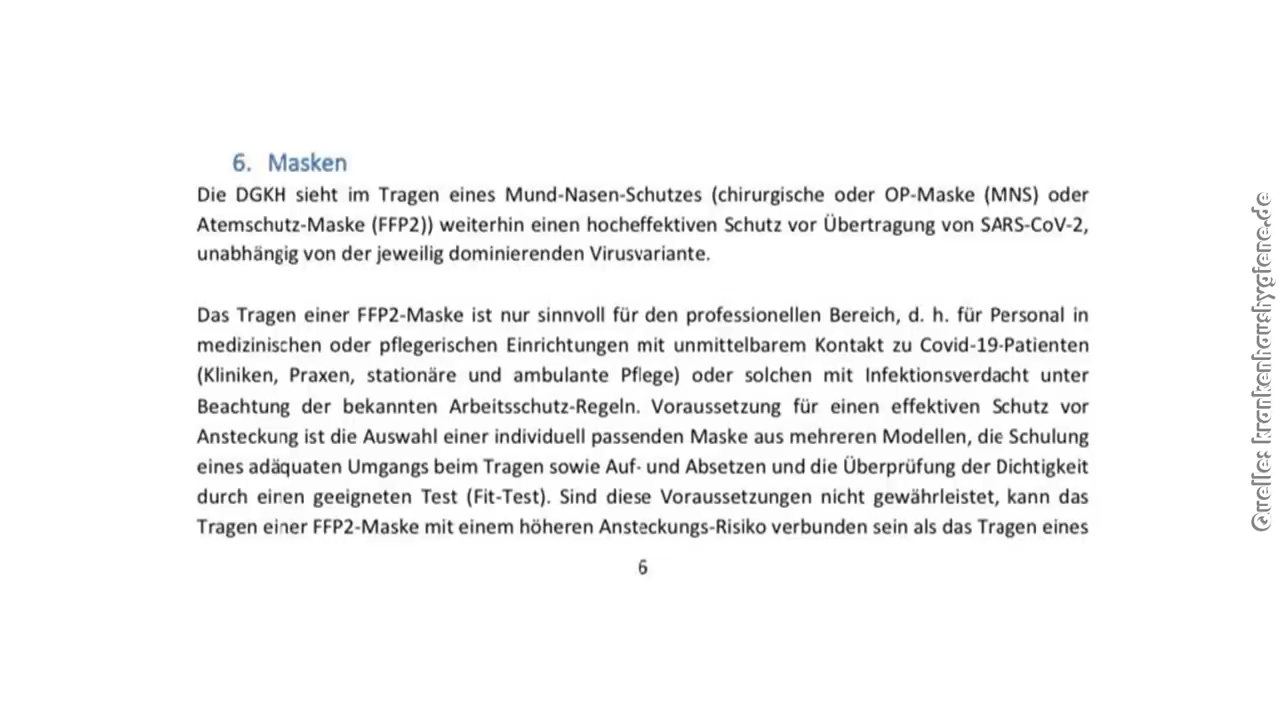 6. Masken
Die DGKH sieht im Tragen eines Mund-Nasen-Schutzes (chirurgische oder OP-Maske (MNS) oder
Atemschutz-Maske (FFP2)) weiterhin einen hocheffektiven Schutz vor Übertragung von SARS-CoV-2,
unabhängig von der jeweilig dominierenden Virusvariante.
Das Tragen einer FFP2-Maske ist nur sinnvoll für den professionellen Bereich, d. h. für Personal in
medizinischen oder pflegerischen Einrichtungen mit unmittelbarem Kontakt zu Covid-19-Patienten
(Kliniken, Praxen, stationäre und ambulante Pflege) oder solchen mit Infektionsverdacht unter
Beachtung der bekannten Arbeitsschutz-Regeln. Voraussetzung für einen effektiven Schutz vor
Ansteckung ist die Auswahl einer individuell passenden Maske aus mehreren Modellen, die Schulung
eines adäquaten Umgangs beim Tragen sowie Auf- und Absetzen und die Überprüfung der Dichtigkeit
durch einen geeigneten Test (Fit-Test). Sind diese Voraussetzungen nicht gewährleistet, kann das
Tragen einer FFP2-Maske mit einem höheren Ansteckungs-Risiko verbunden sein als das Tragen eines
6
Quelle: krankenhaushygiene.de